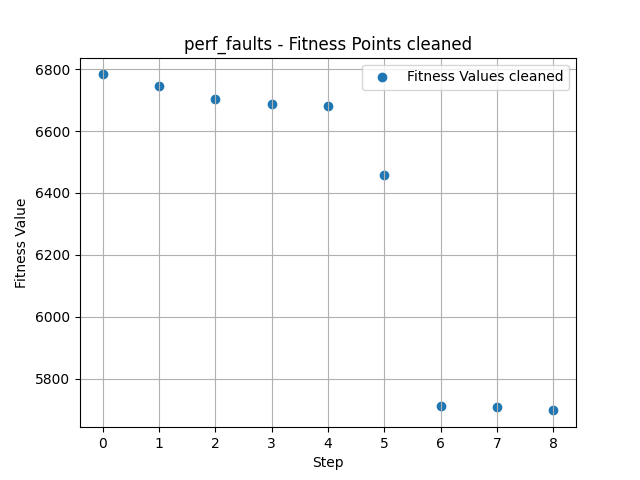 perf_faults - Fitness Points cleaned
Fitness Values cleaned
Fitness Value
6800
6600
6400
6200
6000
5800
0 1 2 3 4 5 6 7 8
Step